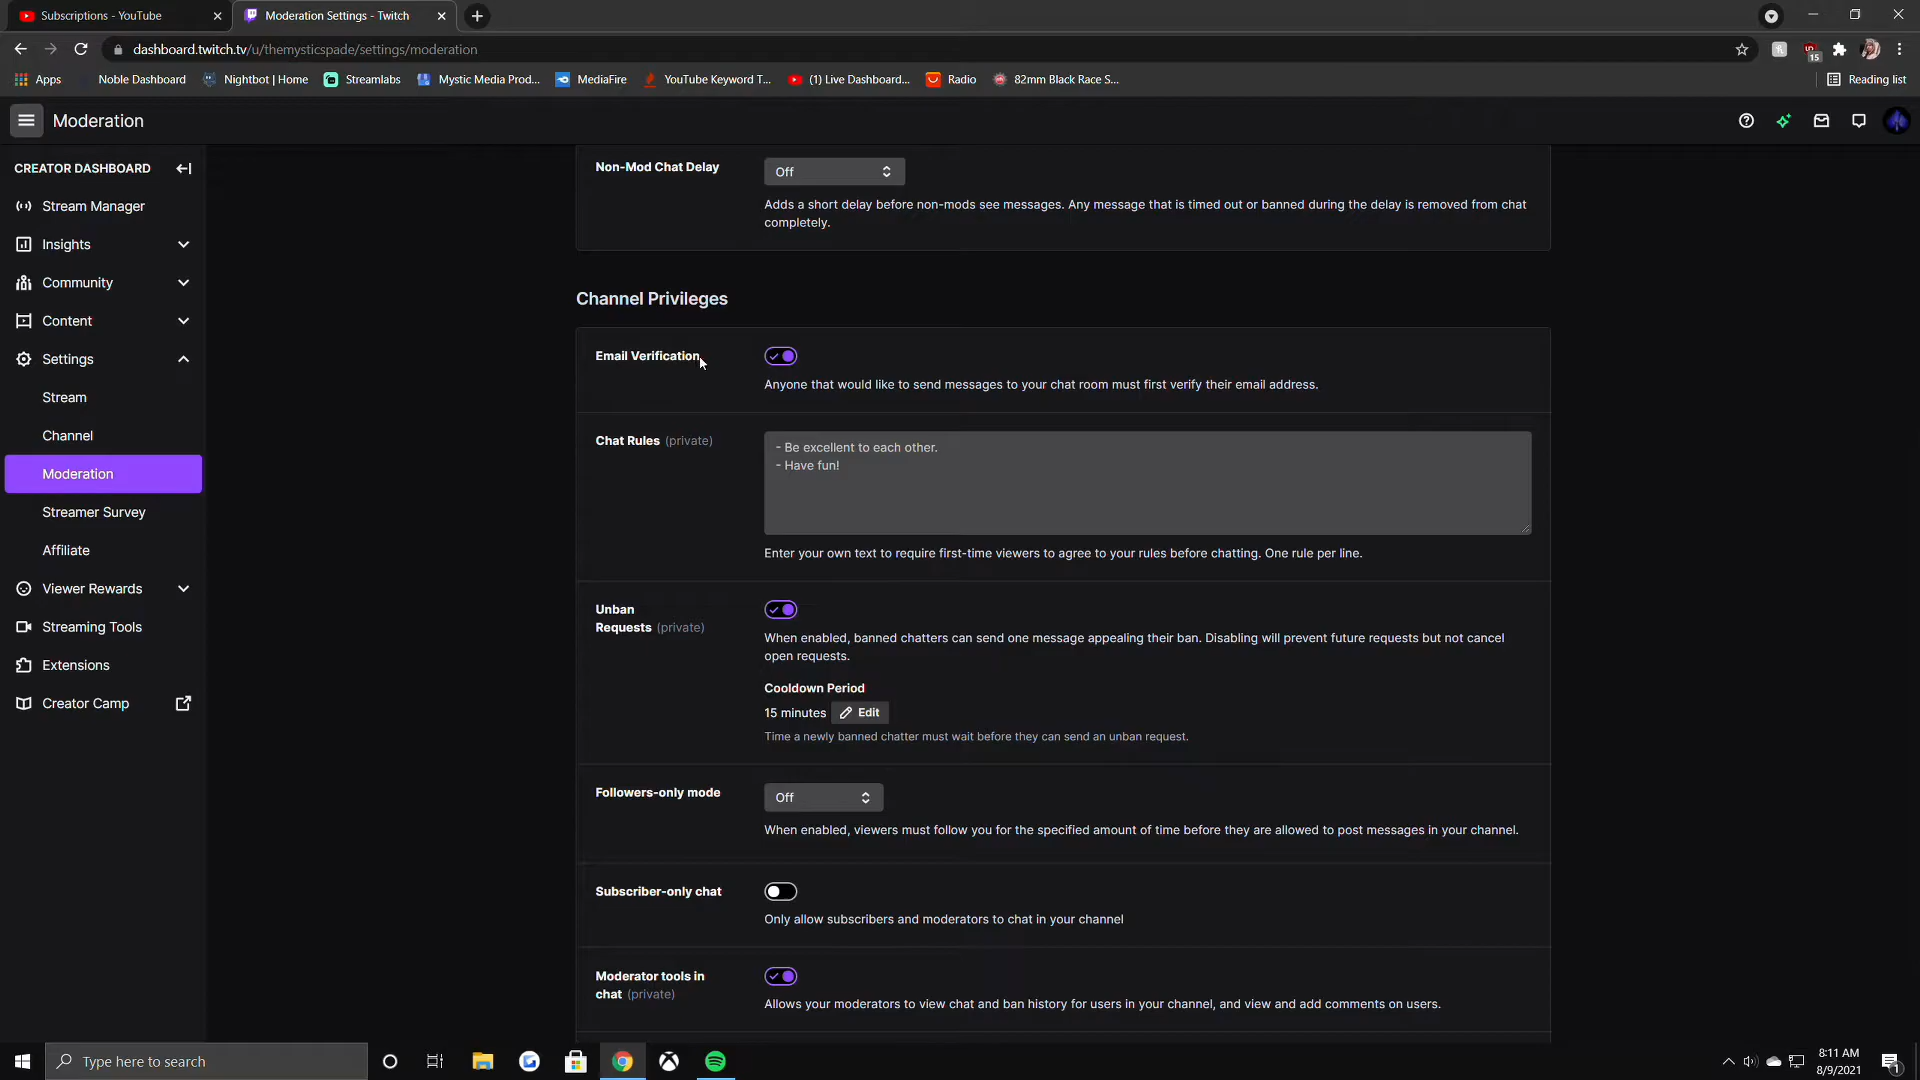 Subscriptions - YouTube
Moderation Settings - Twitch
dashboard.twitch.tv/u/themysticspade/settings/moderation
Apps
Noble Dashboard
Nightbot | Home
Streamlabs
Mystic Media Prod...
MediaFire
YouTube Keyword T...
(1) Live Dashboard...
Radio
82mm Black Race S...
Reading list
15
Moderation
CREATOR DASHBOARD
Stream Manager
Insights
Community
Content
Settings
Stream
Channel
Moderation
Streamer Survey
Affiliate
Viewer Rewards
Streaming Tools
Extensions
Creator Camp
Non-Mod Chat Delay
Off
Adds a short delay before non-mods see messages. Any message that is timed out or banned during the delay is removed from chat
completely.
Channel Privileges
Email Verification
Anyone that would like to send messages to your chat room must first verify their email address.
Chat Rules (private)
- Be excellent to each other.
- Have fun!
Enter your own text to require first-time viewers to agree to your rules before chatting. One rule per line.
Unban
Requests (private)
When enabled, banned chatters can send one message appealing their ban. Disabling will prevent future requests but not cancel
open requests.
Cooldown Period
15 minutes Edit
Time a newly banned chatter must wait before they can send an unban request.
Followers-only mode
Off
When enabled, viewers must follow you for the specified amount of time before they are allowed to post messages in your channel.
Subscriber-only chat
Only allow subscribers and moderators to chat in your channel
Moderator tools in
chat (private)
Allows your moderators to view chat and ban history for users in your channel, and view and add comments on users.
Type here to search
8:11 AM
8/9/2021
1